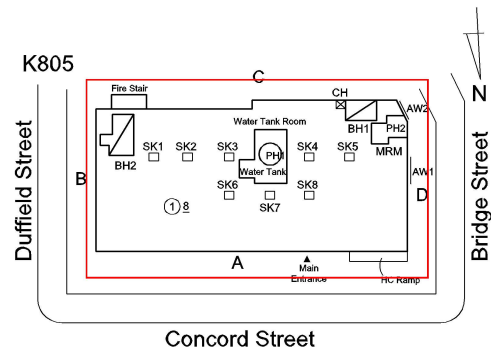 K805
C
N
Fire Stair
CH
AW2
Water Tank Room
BH1
PH2
SK1
SK2
SK3
PH1
SK4
SK5
MRM
BH2
Water Tank
AW1
B
D
SK6
SK7
SK8
1 8
A
Main
Entrance
HC Ramp
Duffield Street
Bridge Street
Concord Street